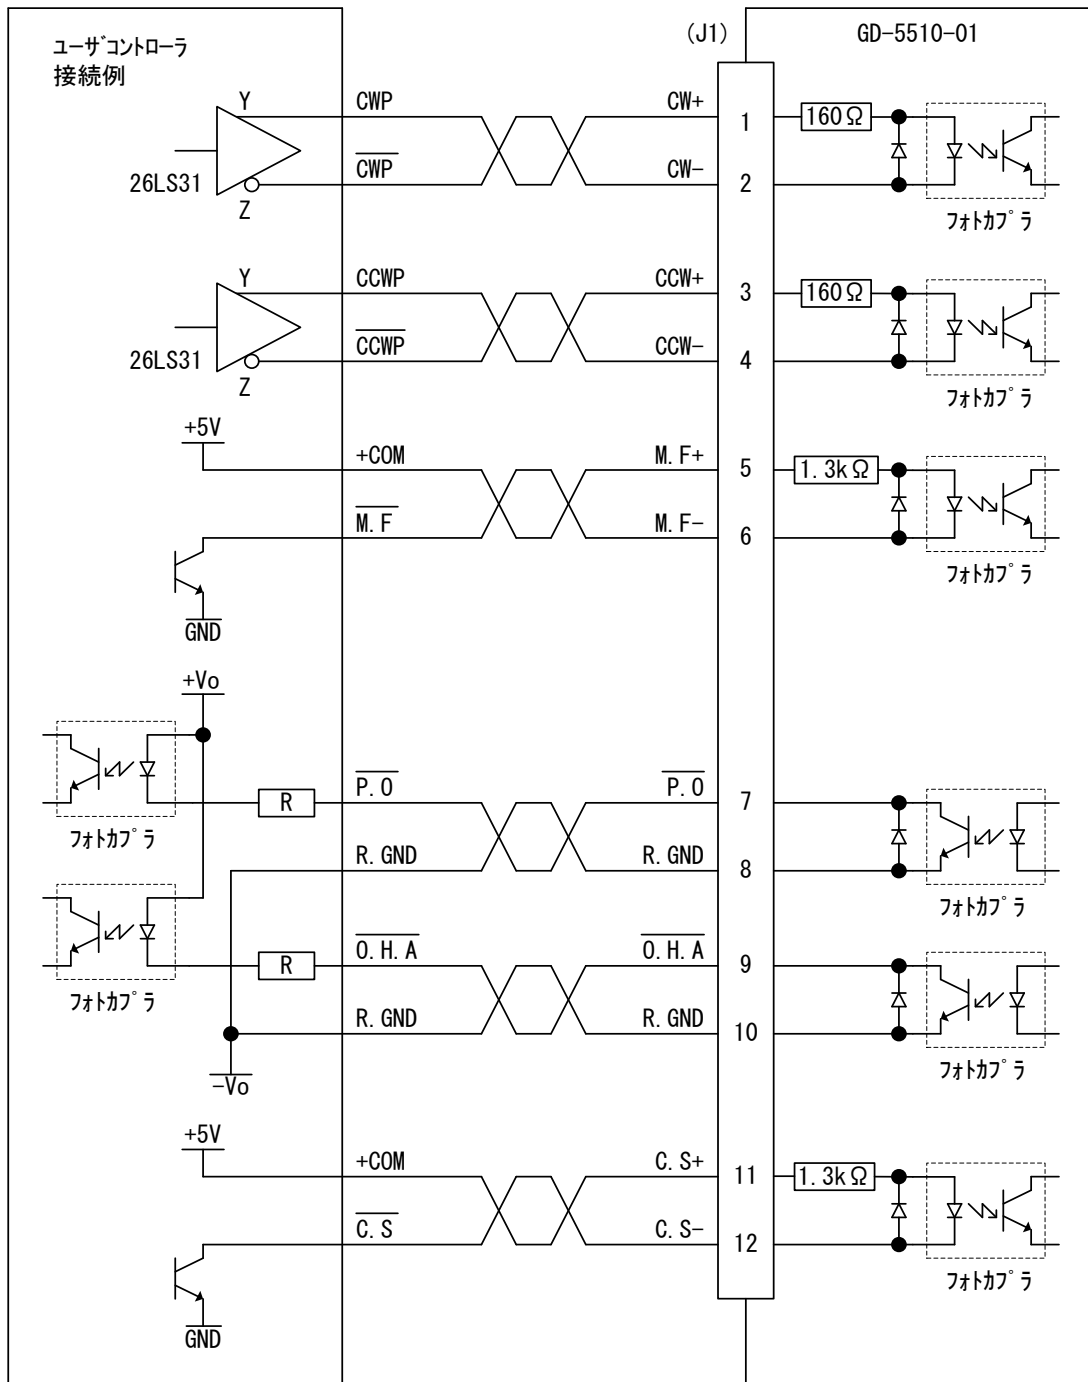 ユーザコントローラ
接続例
(J1)
GD-5510-01
Y
CWP
CW+
1
160Ω
26LS31
C̅W̅P̅
CW-
2
Z
フォトカプラ
Y
CCWP
CCW+
3
160Ω
26LS31
C̅C̅W̅P̅
CCW-
4
Z
フォトカプラ
+5V
+COM
M.F+
5
1.3kΩ
M̅.̅F̅
M.F-
6
フォトカプラ
GND
+Vo
P̅.̅O̅
P̅.̅O̅
7
R
フォトカプラ
R.GND
R.GND
8
フォトカプラ
O̅.̅H̅.̅A̅
O̅.̅H̅.̅A̅
9
R
フォトカプラ
R.GND
R.GND
10
フォトカプラ
-Vo
+5V
+COM
C.S+
11
1.3kΩ
C̅.̅S̅
C.S-
12
フォトカプラ
GND